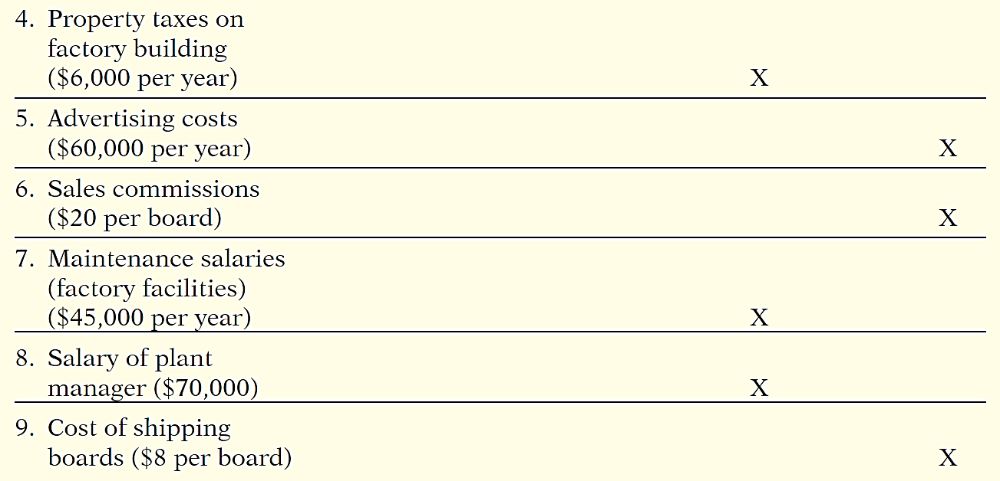 4. Property taxes on
factory building
($6,000 per year) X
5. Advertising costs
($60,000 per year) X
6. Sales commissions
($20 per board) X
7. Maintenance salaries
(factory facilities)
($45,000 per year) X
8. Salary of plant
manager ($70,000) X
9. Cost of shipping
boards ($8 per board) X